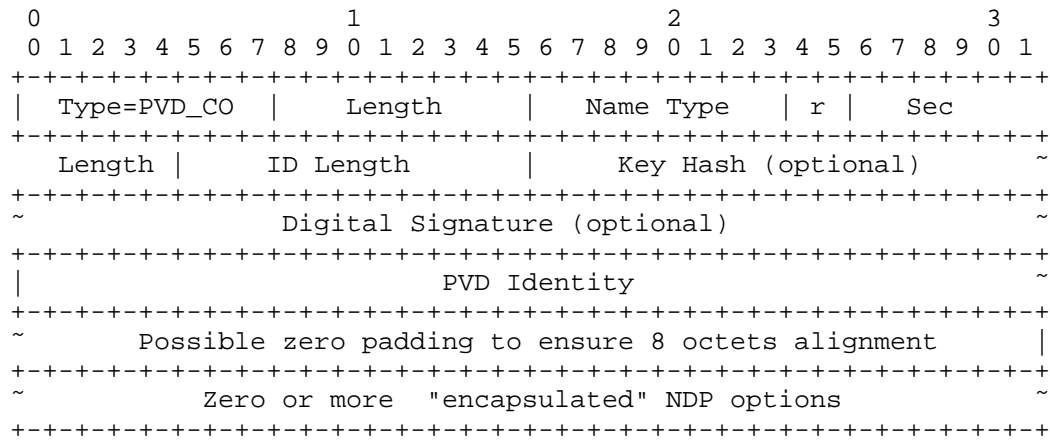 0                   1                   2                   3
 0 1 2 3 4 5 6 7 8 9 0 1 2 3 4 5 6 7 8 9 0 1 2 3 4 5 6 7 8 9 0 1
+-+-+-+-+-+-+-+-+-+-+-+-+-+-+-+-+-+-+-+-+-+-+-+-+-+-+-+-+-+-+-+-+
|  Type=PVD_CO  |    Length     |   Name Type   | r |   Sec
+-+-+-+-+-+-+-+-+-+-+-+-+-+-+-+-+-+-+-+-+-+-+-+-+-+-+-+-+-+-+-+-+
   Length |     ID Length       |     Key Hash (optional)       ~
+-+-+-+-+-+-+-+-+-+-+-+-+-+-+-+-+-+-+-+-+-+-+-+-+-+-+-+-+-+-+-+-+
~                Digital Signature (optional)                   ~
+-+-+-+-+-+-+-+-+-+-+-+-+-+-+-+-+-+-+-+-+-+-+-+-+-+-+-+-+-+-+-+-+
|                          PVD Identity                         ~
+-+-+-+-+-+-+-+-+-+-+-+-+-+-+-+-+-+-+-+-+-+-+-+-+-+-+-+-+-+-+-+-+
~       Possible zero padding to ensure 8 octets alignment      |
+-+-+-+-+-+-+-+-+-+-+-+-+-+-+-+-+-+-+-+-+-+-+-+-+-+-+-+-+-+-+-+-+
~           Zero or more  "encapsulated" NDP options            ~
+-+-+-+-+-+-+-+-+-+-+-+-+-+-+-+-+-+-+-+-+-+-+-+-+-+-+-+-+-+-+-+-+